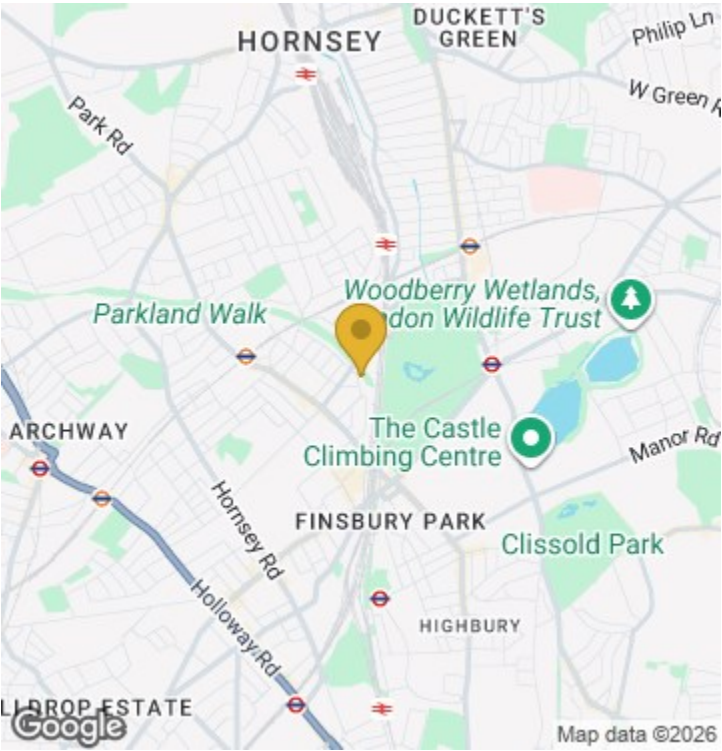 DUCKETT'S
GREEN
Philip Ln
HORNSEY
W Green R
Park Rd
Woodberry Wetlands,
ndon Wildlife Trust
Parkland Walk
ARCHWAY
The Castle
Climbing Centre
Manor Rd
Hornsey Rd
FINSBURY PARK
Clissold Park
Holloway Rd
HIGHBURY
LLDROP ESTATE
Google
Map data ©2026